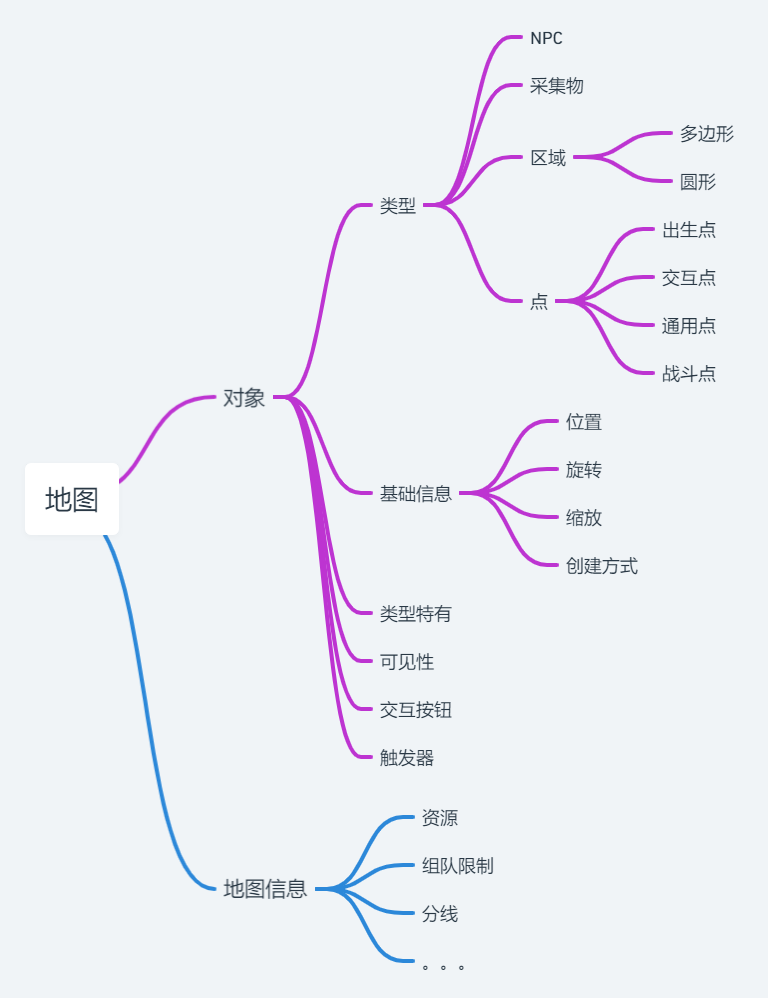 地图
对象
类型
NPC
采集物
区域
多边形
圆形
点
出生点
交互点
通用点
战斗点
基础信息
位置
旋转
缩放
创建方式
类型特有
可见性
交互按钮
触发器
地图信息
资源
组队限制
分线
。。。